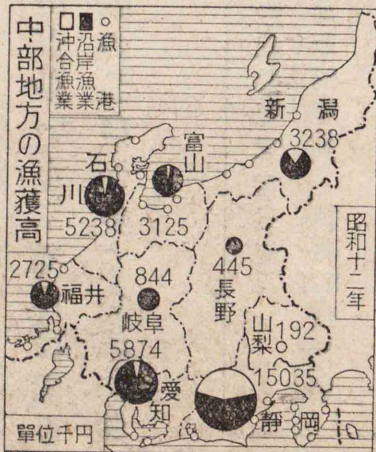 中部地方の漁獲高
○漁港
■沿岸漁業
□沖合漁業
新潟
3238
富山
3125
石川
5238
昭和十二年
2725
福井
844
岐阜
445
長野
山梨
192
5874
愛知
15035
静岡
單位千円